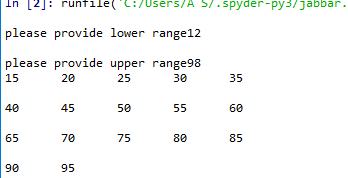 In [2]: runfile('C:/Users/A S/.spyder-py3/jabbar.
please provide lower range12
please provide upper range98
15 20 25 30 35
40 45 50 55 60
65 70 75 80 85
90 95